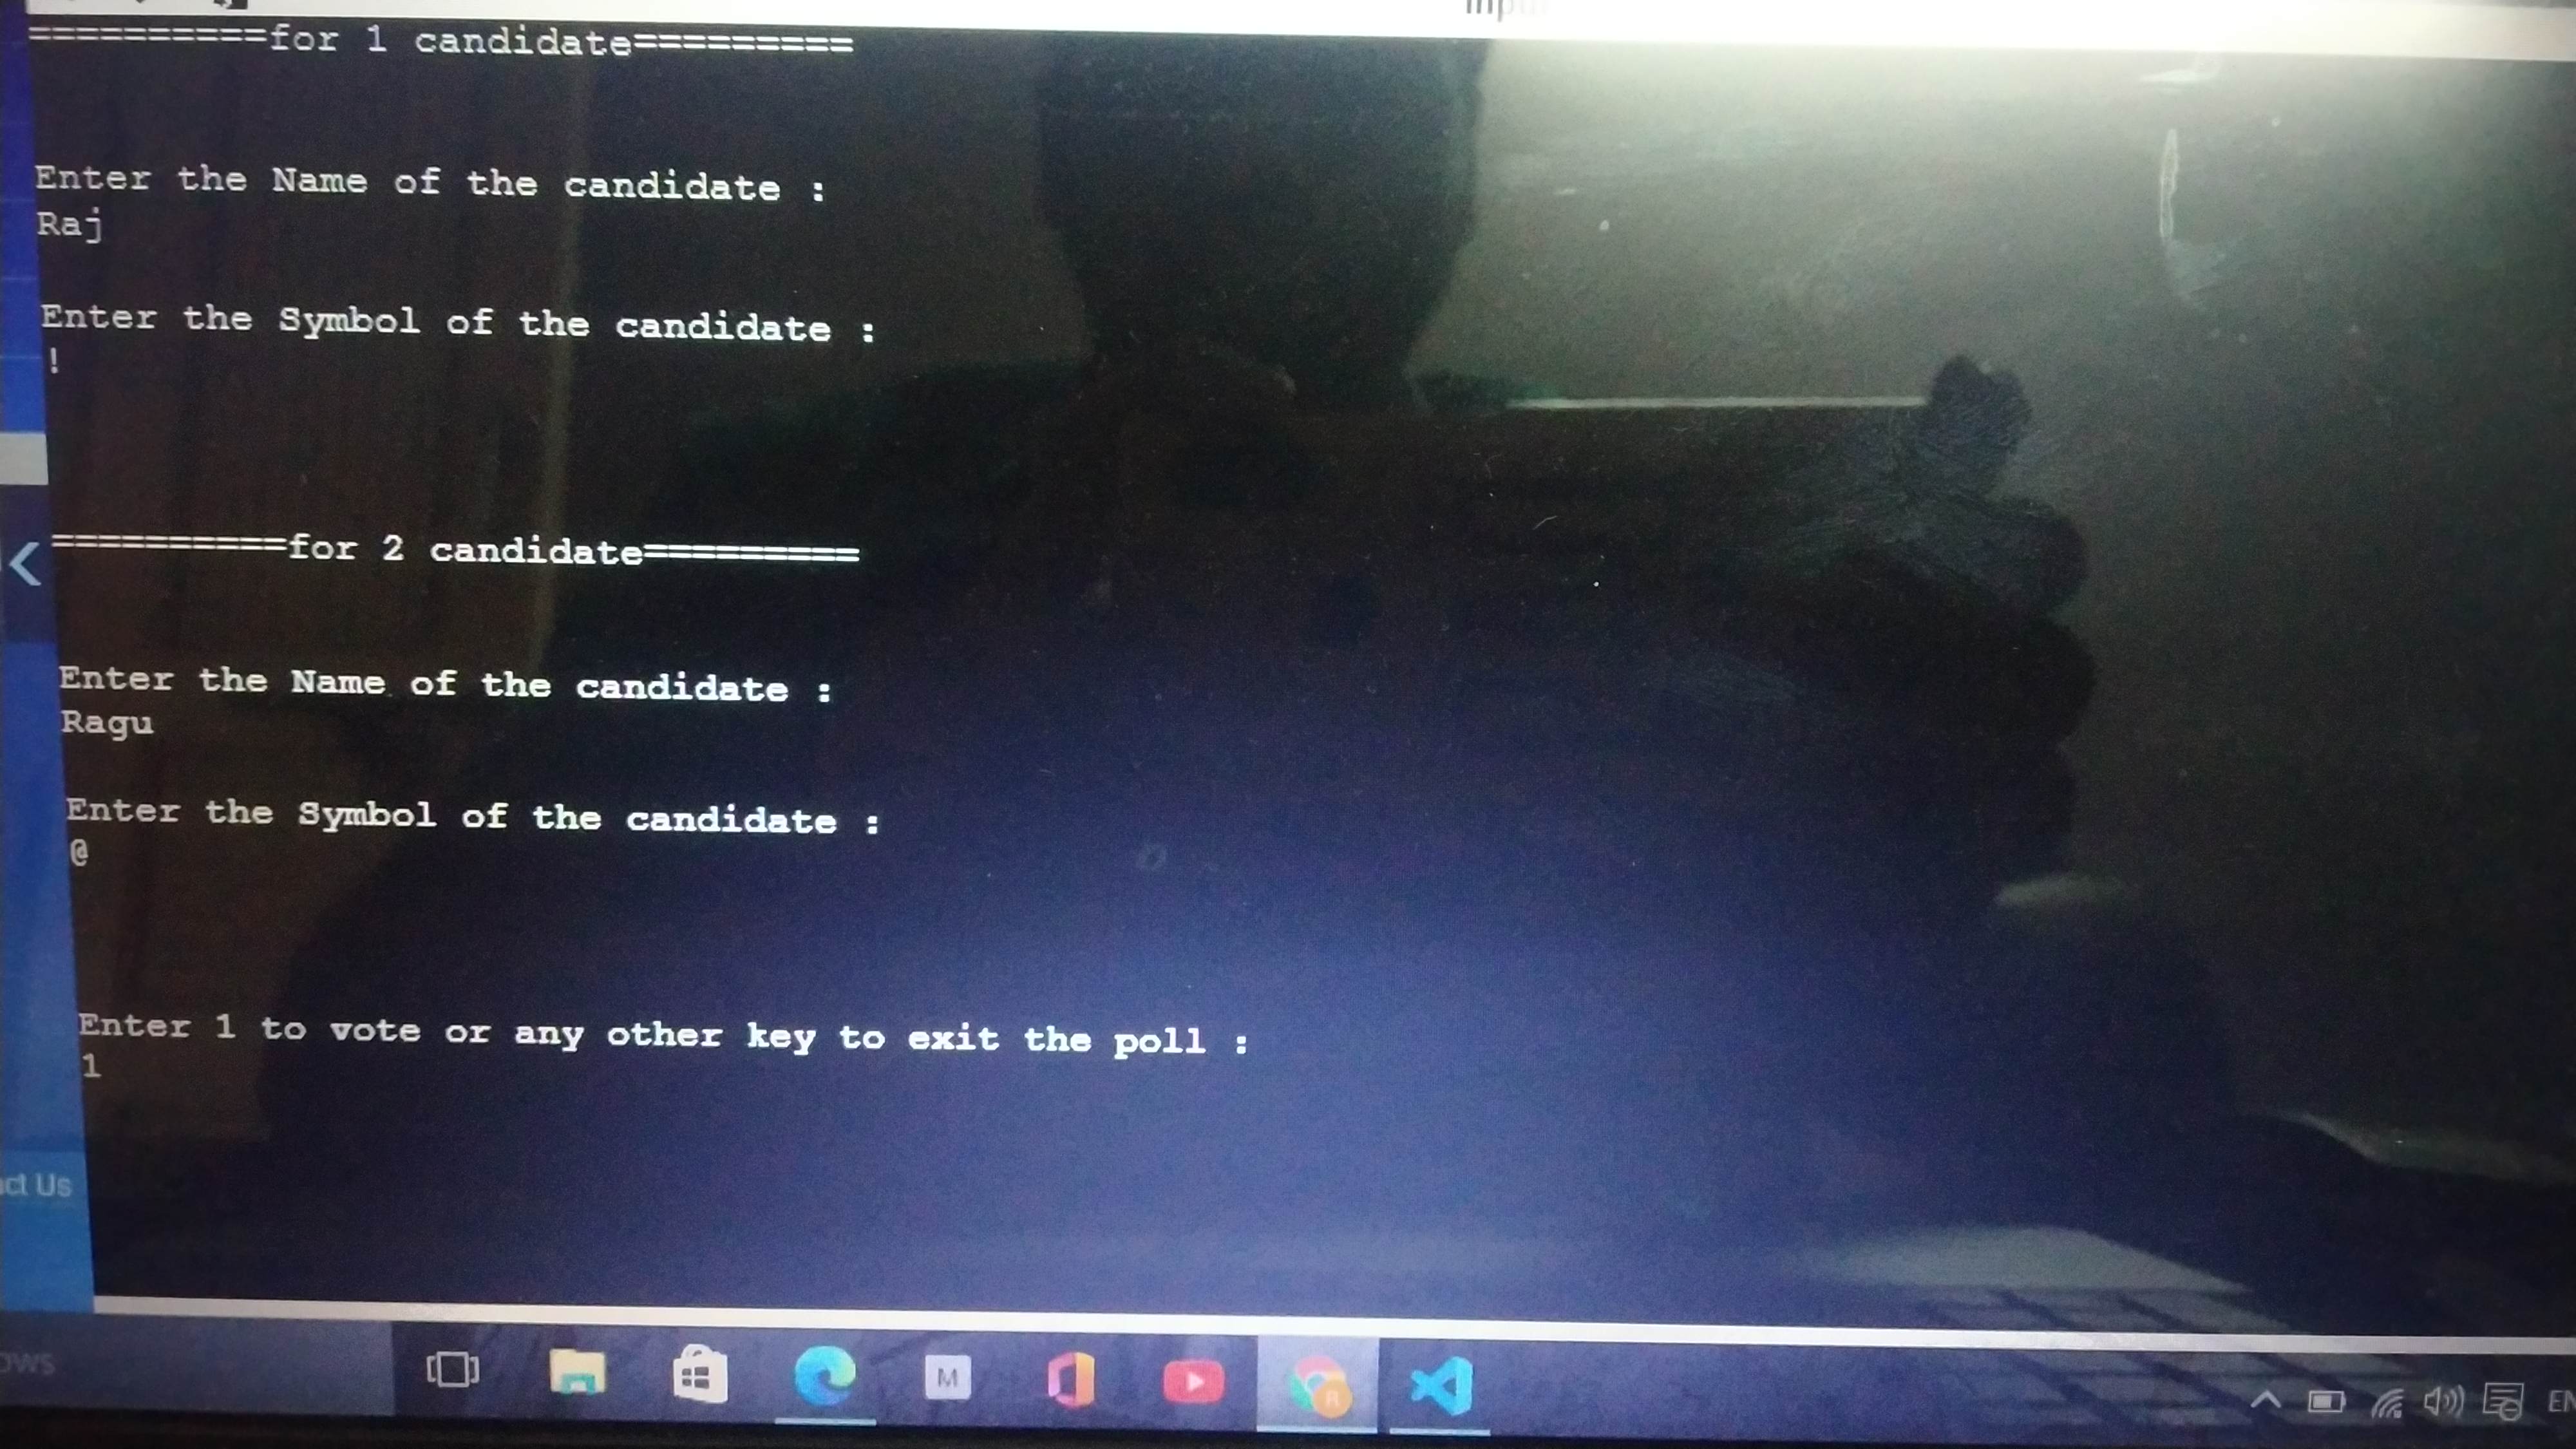 ==========for 1 candidate=========
Enter the Name of the candidate :
Raj
Enter the Symbol of the candidate :
!
==========for 2 candidate=========
Enter the Name of the candidate :
Ragu
Enter the Symbol of the candidate :
@
Enter 1 to vote or any other key to exit the poll :
1
ct Us
ows
M
R
EN